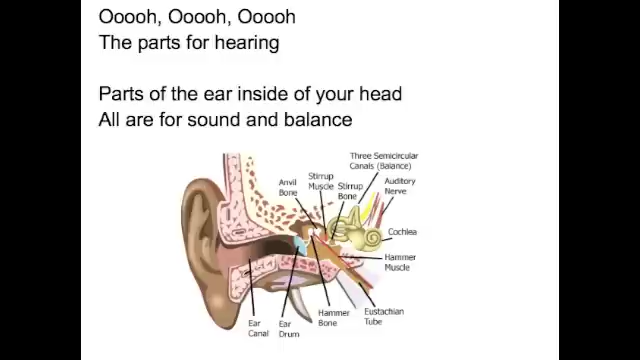 Ooooh, Ooooh, Ooooh
The parts for hearing
Parts of the ear inside of your head
All are for sound and balance
Three Semicircular
Canals (Balance)
Stirrup
Muscle
Anvil
Bone
Stirrup
Bone
Auditory
Nerve
Cochlea
Hammer
Muscle
Eustachian
Tube
Hammer
Bone
Ear
Drum
Ear
Canal